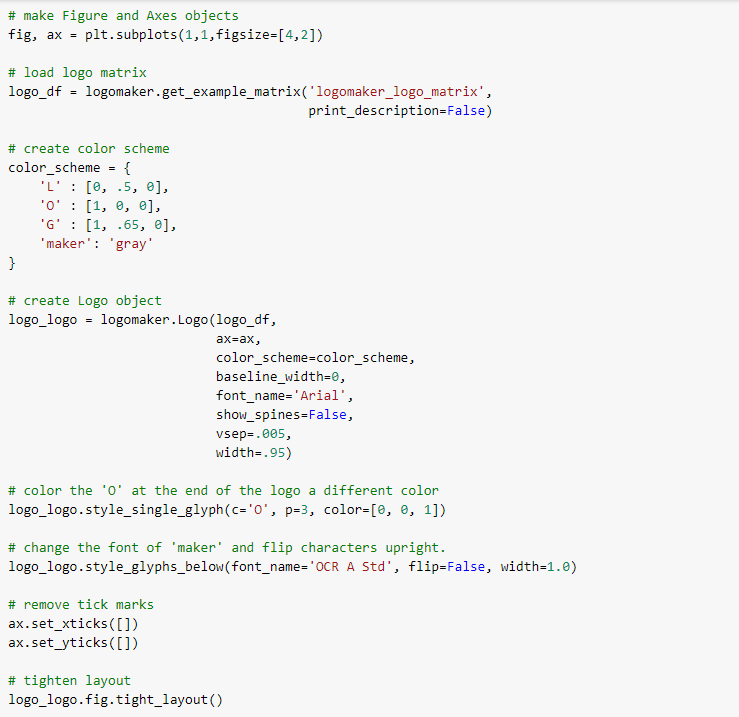 # make Figure and Axes objects
fig, ax = plt.subplots(1,1,figsize=[4,2])

# load logo matrix
logo_df = logomaker.get_example_matrix('logomaker_logo_matrix',
                                       print_description=False)

# create color scheme
color_scheme = {
    'L' : [0, .5, 0],
    'O' : [1, 0, 0],
    'G' : [1, .65, 0],
    'maker': 'gray'
}

# create Logo object
logo_logo = logomaker.Logo(logo_df,
                           ax=ax,
                           color_scheme=color_scheme,
                           baseline_width=0,
                           font_name='Arial',
                           show_spines=False,
                           vsep=.005,
                           width=.95)

# color the 'O' at the end of the logo a different color
logo_logo.style_single_glyph(c='O', p=3, color=[0, 0, 1])

# change the font of 'maker' and flip characters upright.
logo_logo.style_glyphs_below(font_name='OCR A Std', flip=False, width=1.0)

# remove tick marks
ax.set_xticks([])
ax.set_yticks([])

# tighten layout
logo_logo.fig.tight_layout()